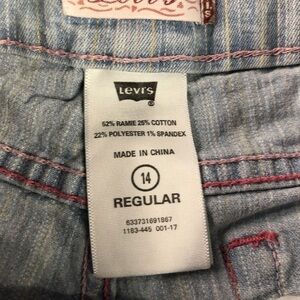 Levi's
52% RAMIE 25% COTTON
22% POLYESTER 1% SPANDEX
MADE IN CHINA
14
REGULAR
633731691867
1183-445 001-17